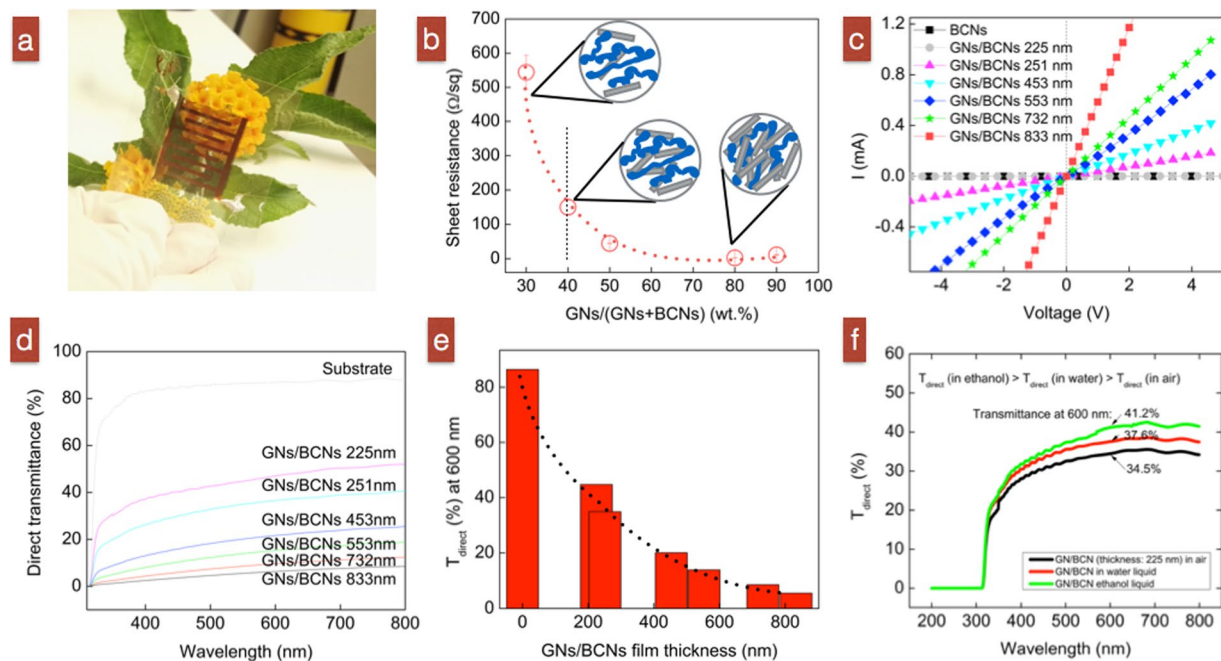 a
b
700
600
500
400
300
200
100
0
Sheet resistance (Ω/sq)
30 40 50 60 70 80 90 100
GNs/(GNs+BCNs) (wt.%)
c
1.2
0.8
0.4
0.0
-0.4
I (mA)
BCNs
GNs/BCNs 225 nm
GNs/BCNs 251 nm
GNs/BCNs 453 nm
GNs/BCNs 553 nm
GNs/BCNs 732 nm
GNs/BCNs 833 nm
-4 -2 0 2 4
Voltage (V)
d
100
80
60
40
20
0
Direct transmittance (%)
Substrate
GNs/BCNs 225nm
GNs/BCNs 251nm
GNs/BCNs 453nm
GNs/BCNs 553nm
GNs/BCNs 732nm
GNs/BCNs 833nm
400 500 600 700 800
Wavelength (nm)
e
80
60
40
20
0
Tdirect (%) at 600 nm
0 200 400 600 800
GNs/BCNs film thickness (nm)
f
60
50
40
30
20
10
0
Tdirect (%)
Tdirect (in ethanol) > Tdirect (in water) > Tdirect (in air)
Transmittance at 600 nm: 41.2%
37.6%
34.5%
GN/BCN (thickness: 225 nm) in air
GN/BCN in water liquid
GN/BCN ethanol liquid
200 300 400 500 600 700 800
Wavelength (nm)